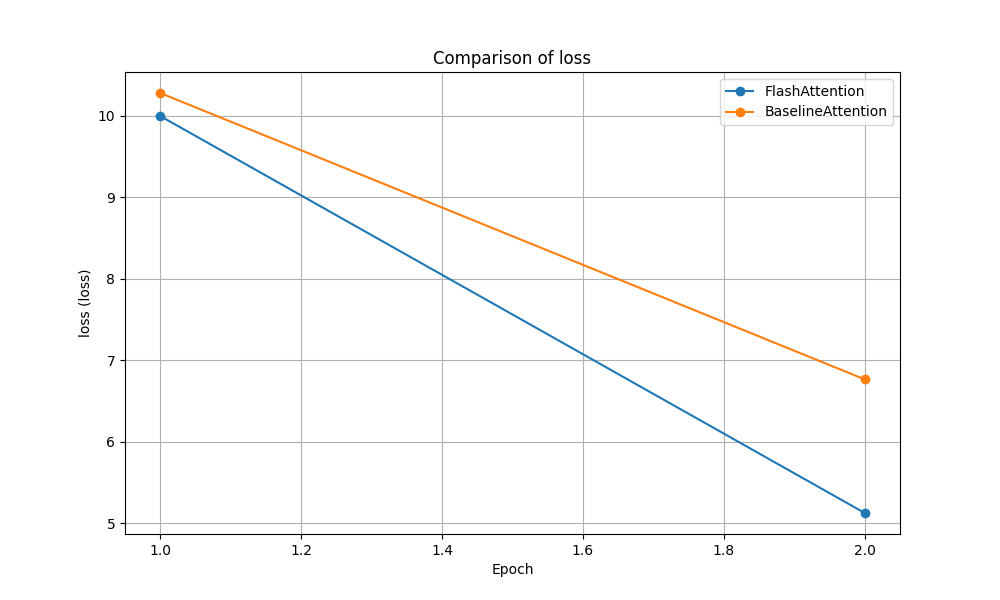 Comparison of loss
FlashAttention
BaselineAttention
loss (loss)
10
9
8
7
6
5
1.0 1.2 1.4 1.6 1.8 2.0
Epoch